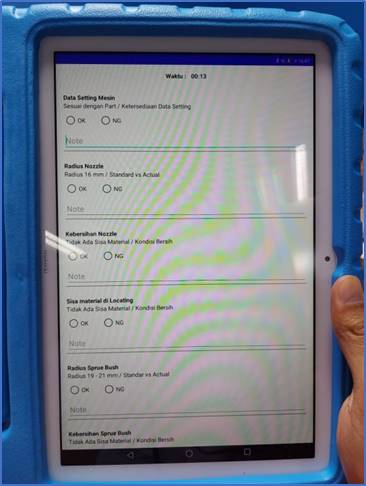 Waktu : 00:13
Data Setting Mesin
Sesuai dengan Part / Ketersediaan Data Setting
OK NG
Note
Radius Nozzle
Radius 16 mm / Standard vs Actual
OK NG
Note
Kebersihan Nozzle
Tidak Ada Sisa Material / Kondisi Bersih
OK NG
Note
Sisa material di Locating
Tidak Ada Sisa Material / Kondisi Bersih
OK NG
Note
Radius Sprue Bush
Radius 19 - 21 mm / Standar vs Actual
OK NG
Note
Kebersihan Sprue Bush
Tidak Ada Sisa Material / Kondisi Bersih